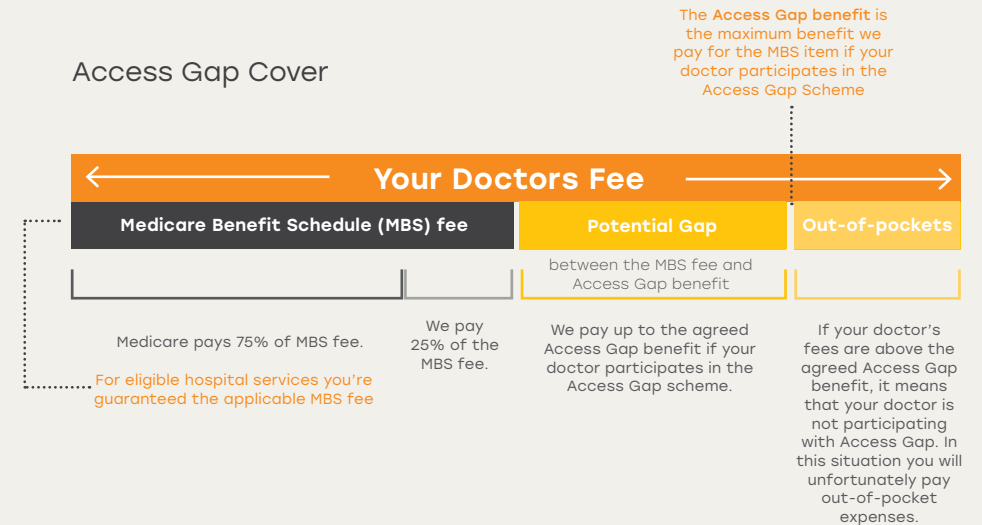 The Access Gap benefit is
the maximum benefit we
pay for the MBS item if your
doctor participates in the
Access Gap Scheme
Access Gap Cover
Your Doctors Fee
Medicare Benefit Schedule (MBS) fee
Potential Gap
Out-of-pockets
between the MBS fee and
Access Gap benefit
Medicare pays 75% of MBS fee.
For eligible hospital services you're
guaranteed the applicable MBS fee
We pay
25% of the
MBS fee.
We pay up to the agreed
Access Gap benefit if your
doctor participates in the
Access Gap scheme.
If your doctor's
fees are above the
agreed Access Gap
benefit, it means
that your doctor is
not participating
with Access Gap. In
this situation you will
unfortunately pay
out-of-pocket
expenses.